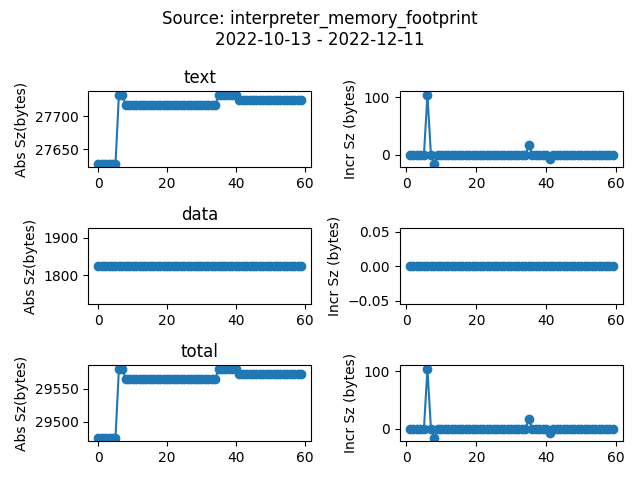 Source: interpreter_memory_footprint
2022-10-13 - 2022-12-11
text
Abs Sz(bytes)
27700
27650
0 20 40 60
Incr Sz (bytes)
100
0
0 20 40 60
data
Abs Sz(bytes)
1900
1800
0 20 40 60
Incr Sz (bytes)
0.05
0.00
−0.05
0 20 40 60
total
Abs Sz(bytes)
29550
29500
0 20 40 60
Incr Sz (bytes)
100
0
0 20 40 60